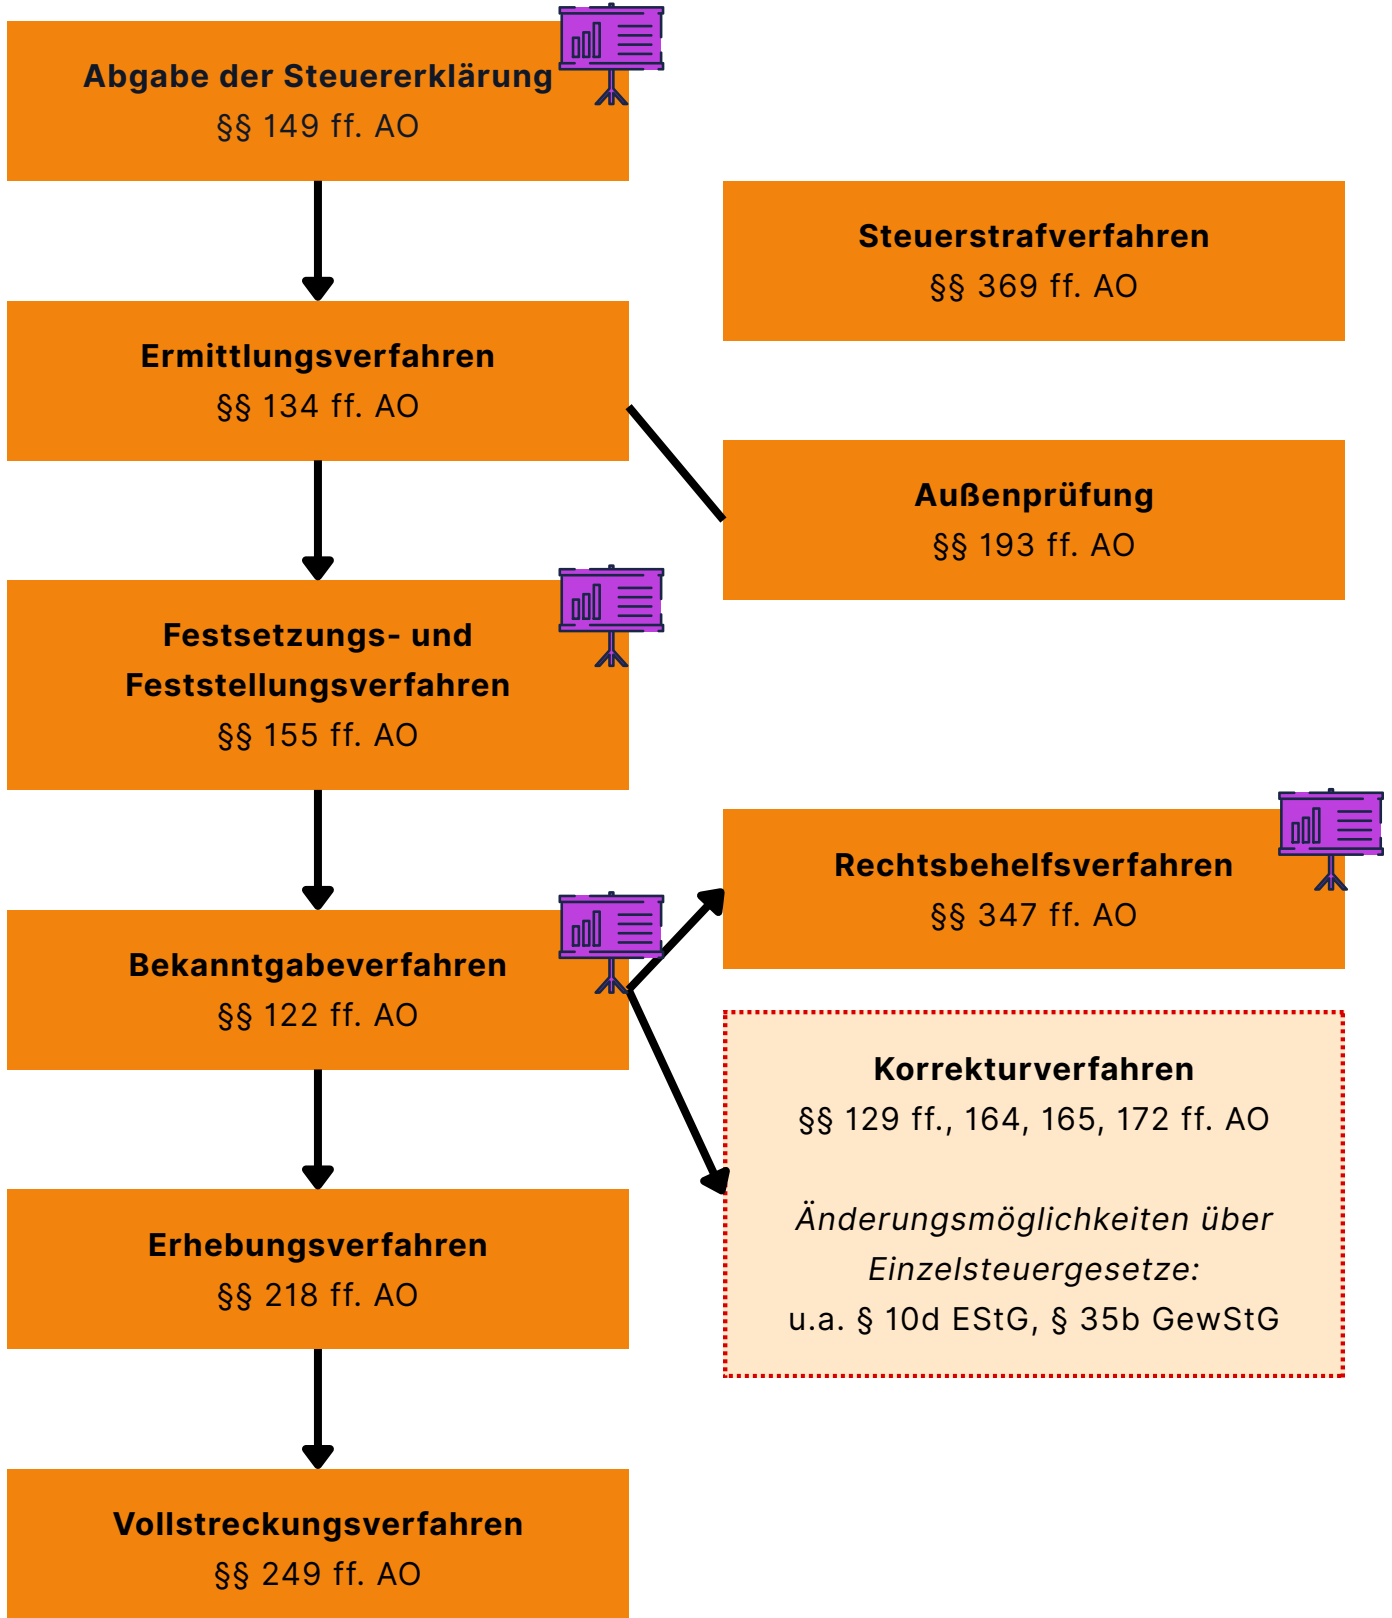 Abgabe der Steuererklärung
§§ 149 ff. AO
Steuerstrafverfahren
§§ 369 ff. AO
Ermittlungsverfahren
§§ 134 ff. AO
Außenprüfung
§§ 193 ff. AO
Festsetzungs- und
Feststellungsverfahren
§§ 155 ff. AO
Rechtsbehelfsverfahren
§§ 347 ff. AO
Bekanntgabeverfahren
§§ 122 ff. AO
Korrekturverfahren
§§ 129 ff., 164, 165, 172 ff. AO
Änderungsmöglichkeiten über
Einzelsteuergesetze:
u.a. § 10d EStG, § 35b GewStG
Erhebungsverfahren
§§ 218 ff. AO
Vollstreckungsverfahren
§§ 249 ff. AO